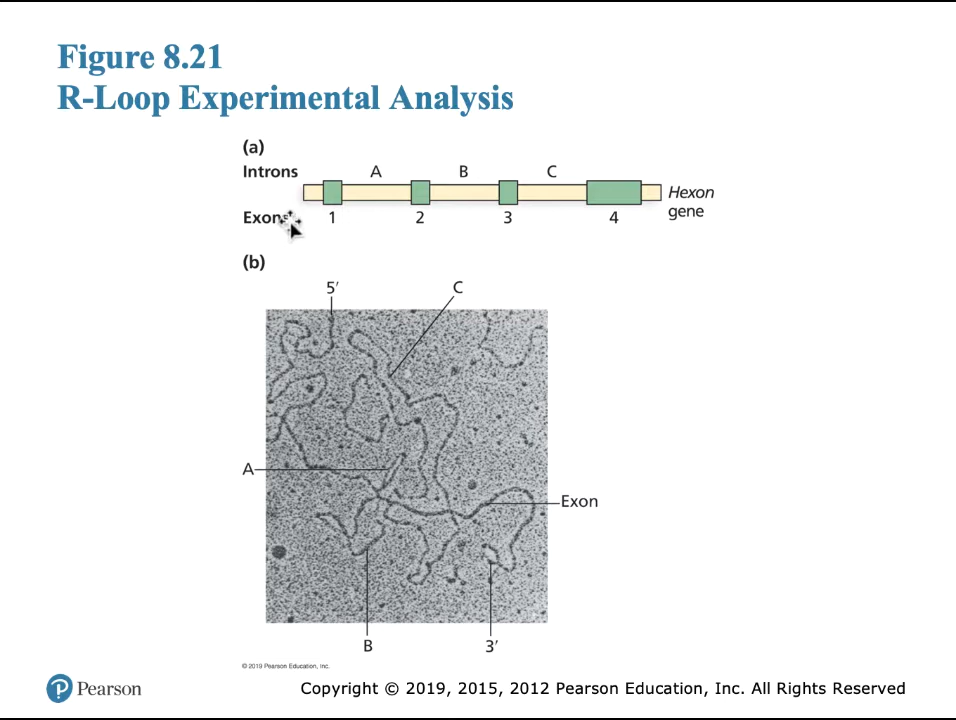 Figure 8.21
R-Loop Experimental Analysis
(a)
Introns A B C
Hexon
gene
Exons 1 2 3 4
(b)
5′ C
A
Exon
B 3′
© 2019 Pearson Education, Inc.
Pearson
Copyright © 2019, 2015, 2012 Pearson Education, Inc. All Rights Reserved